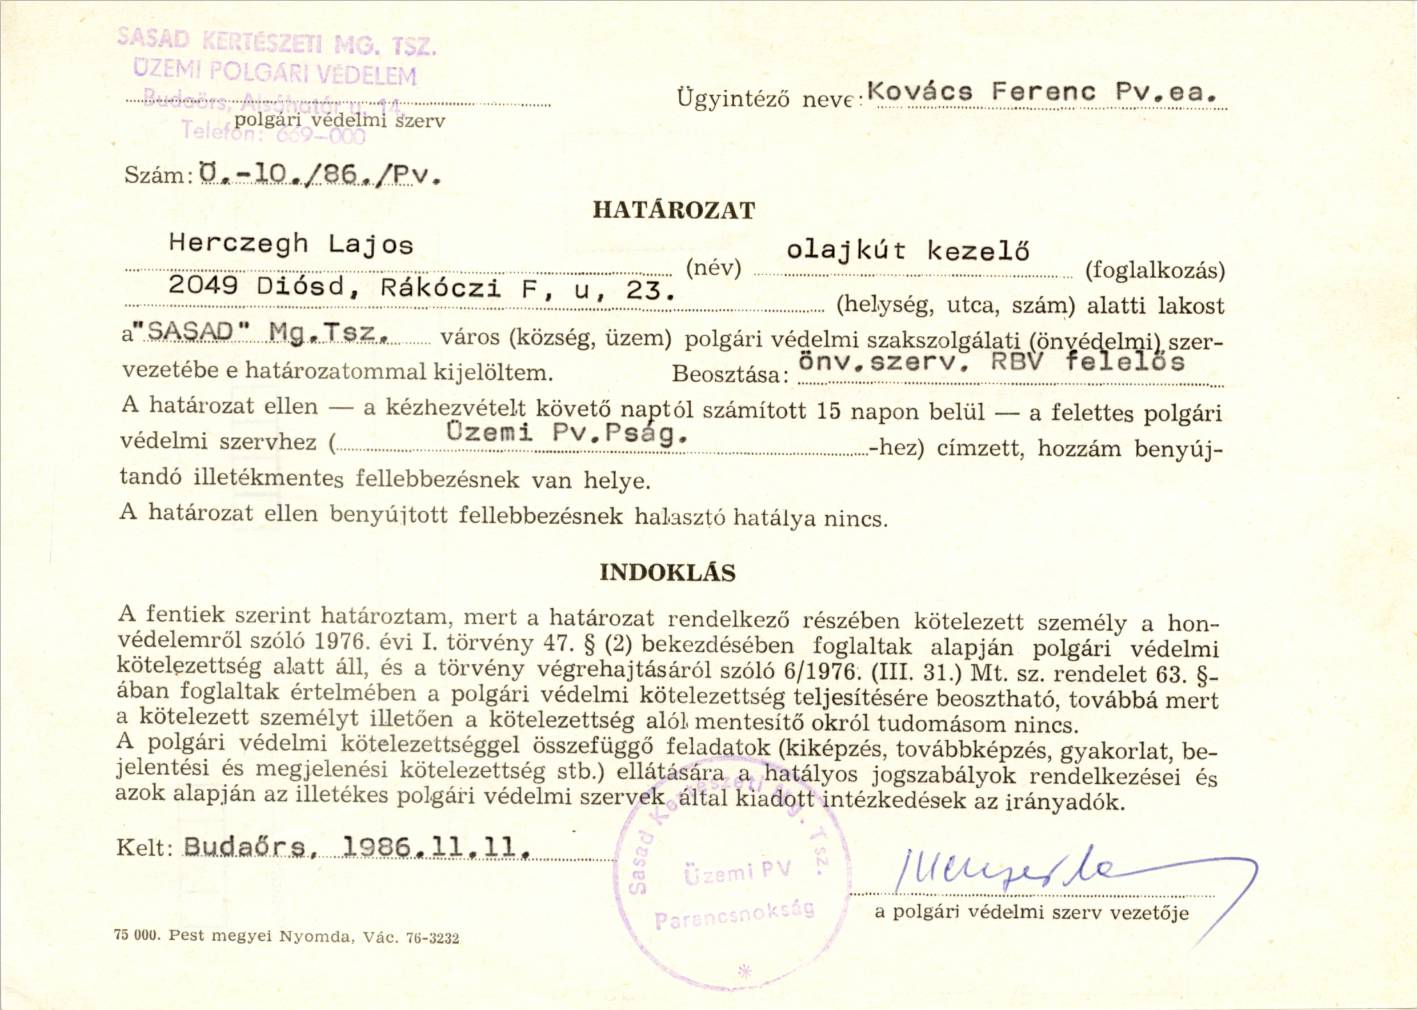 SASAD KERTÉSZETI MG. TSZ.
ÜZEMI POLGÁRI VÉDELEM
Budaörs, Alsóhatár u. 14.
polgári védelmi szerv
Telefon: 669-000
Ügyintéző neve: Kovács Ferenc Pv.ea.
Szám: Ö.-10./86./Pv.
HATÁROZAT
Herczegh Lajos (név) olajkút kezelő (foglalkozás)
2049 Diósd, Rákóczi F, u, 23. (helység, utca, szám) alatti lakost
a "SASAD" Mg.Tsz. város (község, üzem) polgári védelmi szakszolgálati (önvédelmi) szer-
vezetébe e határozatommal kijelöltem. Beosztása: önv.szerv. RBV felelős
A határozat ellen — a kézhezvételt követő naptól számított 15 napon belül — a felettes polgári
védelmi szervhez (Üzemi Pv.Pság.-hez) címzett, hozzám benyúj-
tandó illetékmentes fellebbezésnek van helye.
A határozat ellen benyújtott fellebbezésnek halasztó hatálya nincs.
INDOKLÁS
A fentiek szerint határoztam, mert a határozat rendelkező részében kötelezett személy a hon-
védelemről szóló 1976. évi I. törvény 47. § (2) bekezdésében foglaltak alapján polgári védelmi
kötelezettség alatt áll, és a törvény végrehajtásáról szóló 6/1976. (III. 31.) Mt. sz. rendelet 63. §-
ában foglaltak értelmében a polgári védelmi kötelezettség teljesítésére beosztható, továbbá mert
a kötelezett személyt illetően a kötelezettség alól mentesítő okról tudomásom nincs.
A polgári védelmi kötelezettséggel összefüggő feladatok (kiképzés, továbbképzés, gyakorlat, be-
jelentési és megjelenési kötelezettség stb.) ellátására a hatályos jogszabályok rendelkezései és
azok alapján az illetékes polgári védelmi szervek által kiadott intézkedések az irányadók.
Kelt: Budaőrs, 1986.11.11.
Sasad Kertészeti Mg. Tsz.
Üzemi PV
Parancsnokság
a polgári védelmi szerv vezetője
75 000. Pest megyei Nyomda, Vác. 76-3232